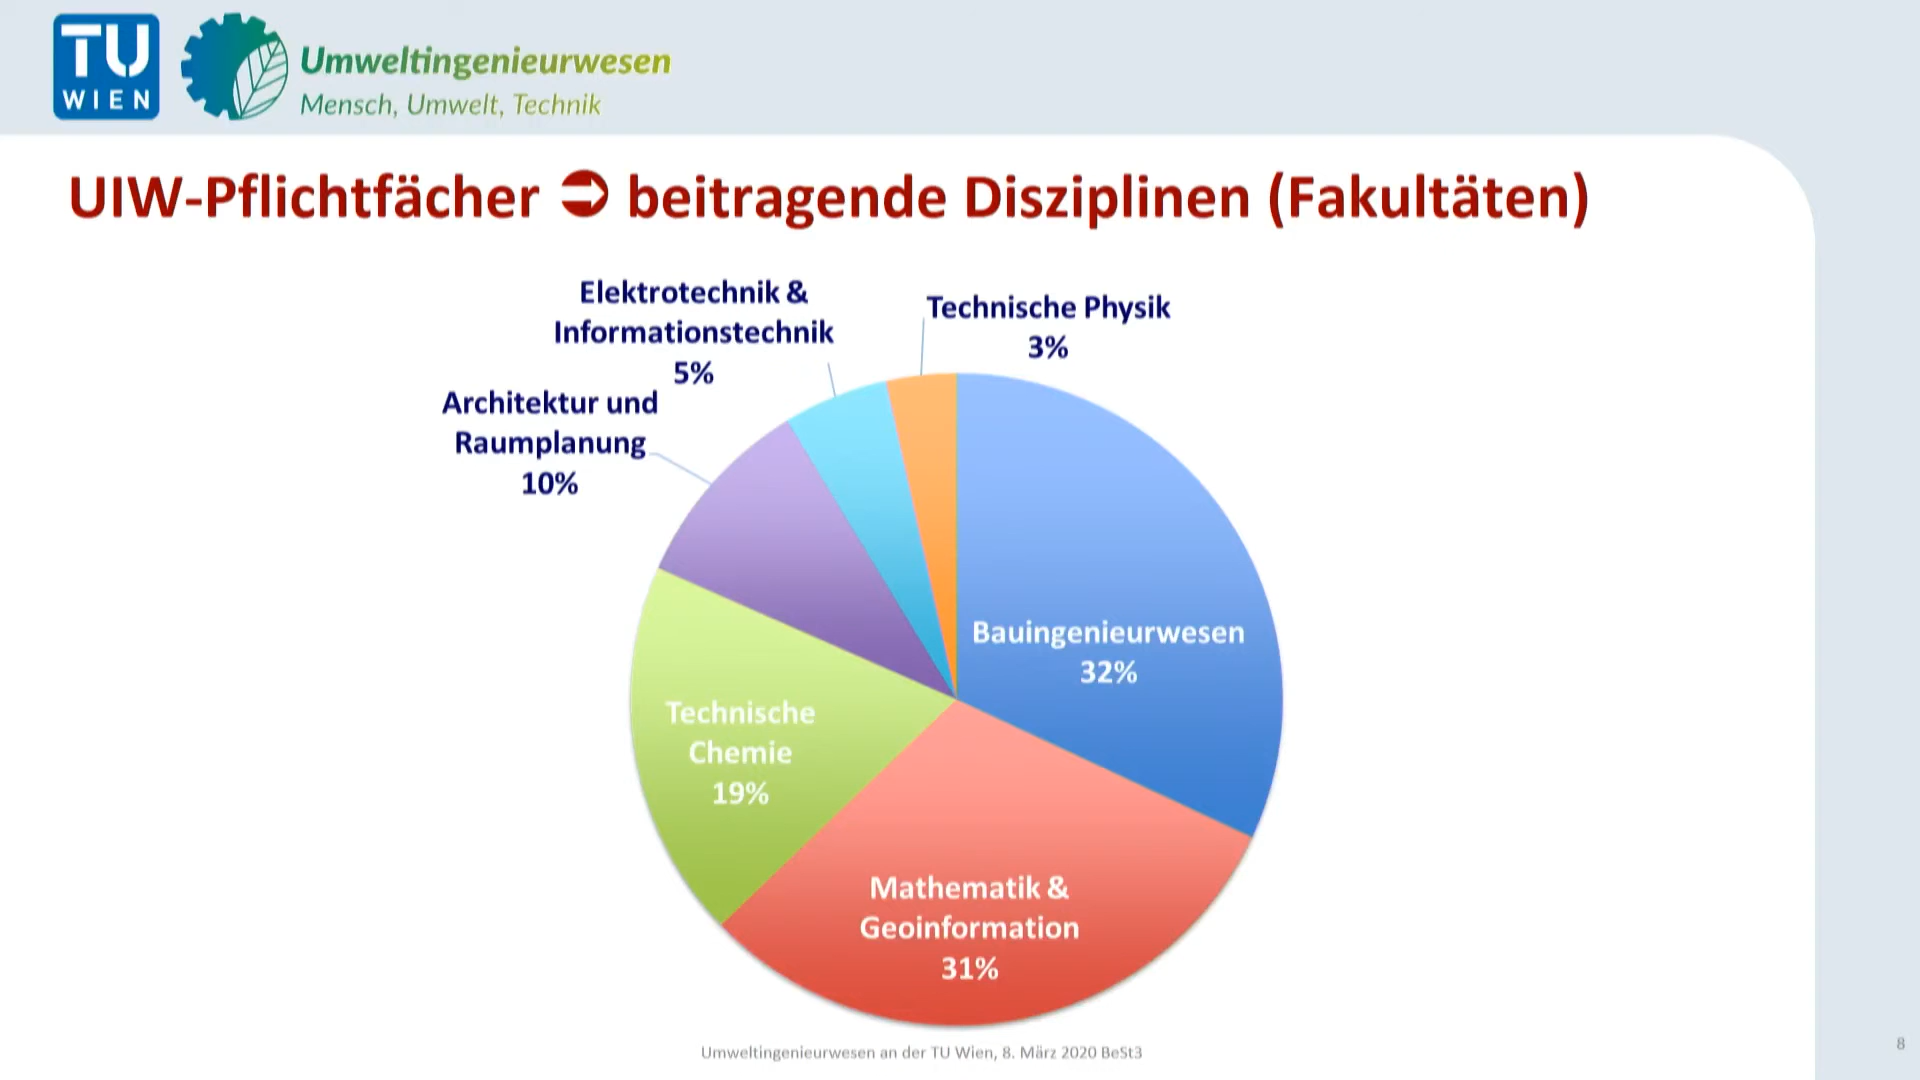 TU
WIEN
Umweltingenieurwesen
Mensch, Umwelt, Technik
UIW-Pflichtfächer ➲ beitragende Disziplinen (Fakultäten)
Elektrotechnik &
Informationstechnik
5%
Technische Physik
3%
Architektur und
Raumplanung
10%
Bauingenieurwesen
32%
Technische
Chemie
19%
Mathematik &
Geoinformation
31%
Umweltingenieurwesen an der TU Wien, 8. März 2020 BeSt3
8